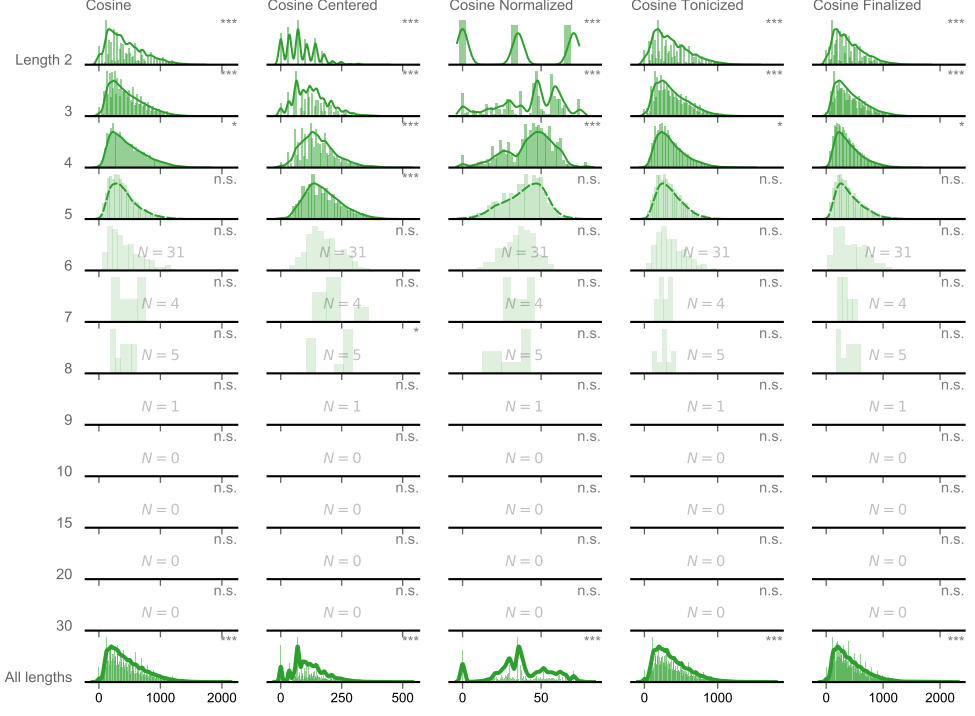 Cosine Cosine Centered Cosine Normalized Cosine Tonicized Cosine Finalized
Length 2 *** *** *** *** ***
3 *** *** *** *** ***
4 * *** *** * *
5 n.s. *** n.s. n.s. n.s.
n.s. n.s. n.s. n.s. n.s.
6 N = 31 N = 31 N = 31 N = 31 N = 31
n.s. n.s. n.s. n.s. n.s.
7 N = 4 N = 4 N = 4 N = 4 N = 4
n.s. * n.s. n.s. n.s.
8 N = 5 N = 5 N = 5 N = 5 N = 5
n.s. n.s. n.s. n.s. n.s.
9 N = 1 N = 1 N = 1 N = 1 N = 1
n.s. n.s. n.s. n.s. n.s.
10 N = 0 N = 0 N = 0 N = 0 N = 0
n.s. n.s. n.s. n.s. n.s.
15 N = 0 N = 0 N = 0 N = 0 N = 0
n.s. n.s. n.s. n.s. n.s.
20 N = 0 N = 0 N = 0 N = 0 N = 0
n.s. n.s. n.s. n.s. n.s.
30 N = 0 N = 0 N = 0 N = 0 N = 0
All lengths *** *** *** *** ***
0 1000 2000 0 250 500 0 50 0 1000 0 1000 2000